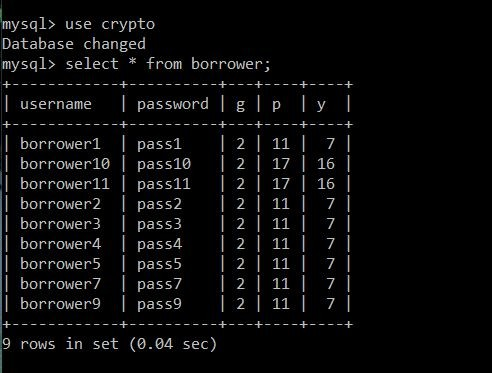 mysql> use crypto
Database changed
mysql> select * from borrower;
+------------+----------+---+----+----+
| username   | password | g | p  | y  |
+------------+----------+---+----+----+
| borrower1  | pass1    | 2 | 11 |  7 |
| borrower10 | pass10   | 2 | 17 | 16 |
| borrower11 | pass11   | 2 | 17 | 16 |
| borrower2  | pass2    | 2 | 11 |  7 |
| borrower3  | pass3    | 2 | 11 |  7 |
| borrower4  | pass4    | 2 | 11 |  7 |
| borrower5  | pass5    | 2 | 11 |  7 |
| borrower7  | pass7    | 2 | 11 |  7 |
| borrower9  | pass9    | 2 | 11 |  7 |
+------------+----------+---+----+----+
9 rows in set (0.04 sec)